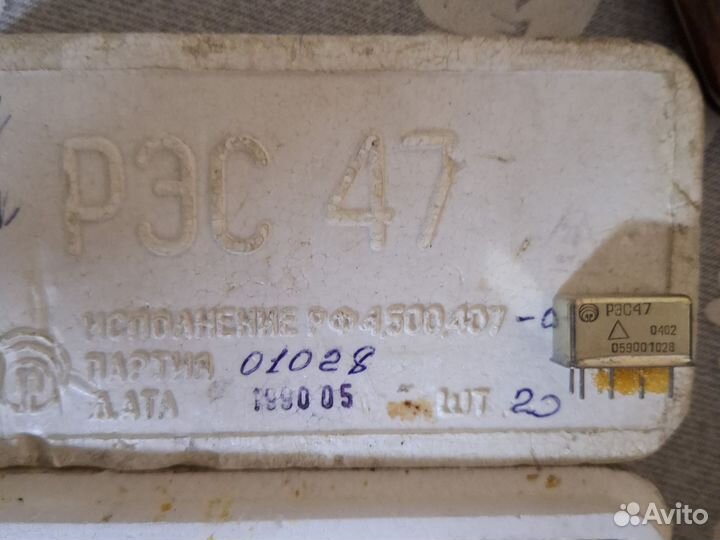 РЭС 47
ИСПОЛНЕНИЕ РФ4,500,407-0
ПАРТИЯ 01028
ДАТА 1990 05 ШТ 20
РЭС47
0402
059001028
Avito